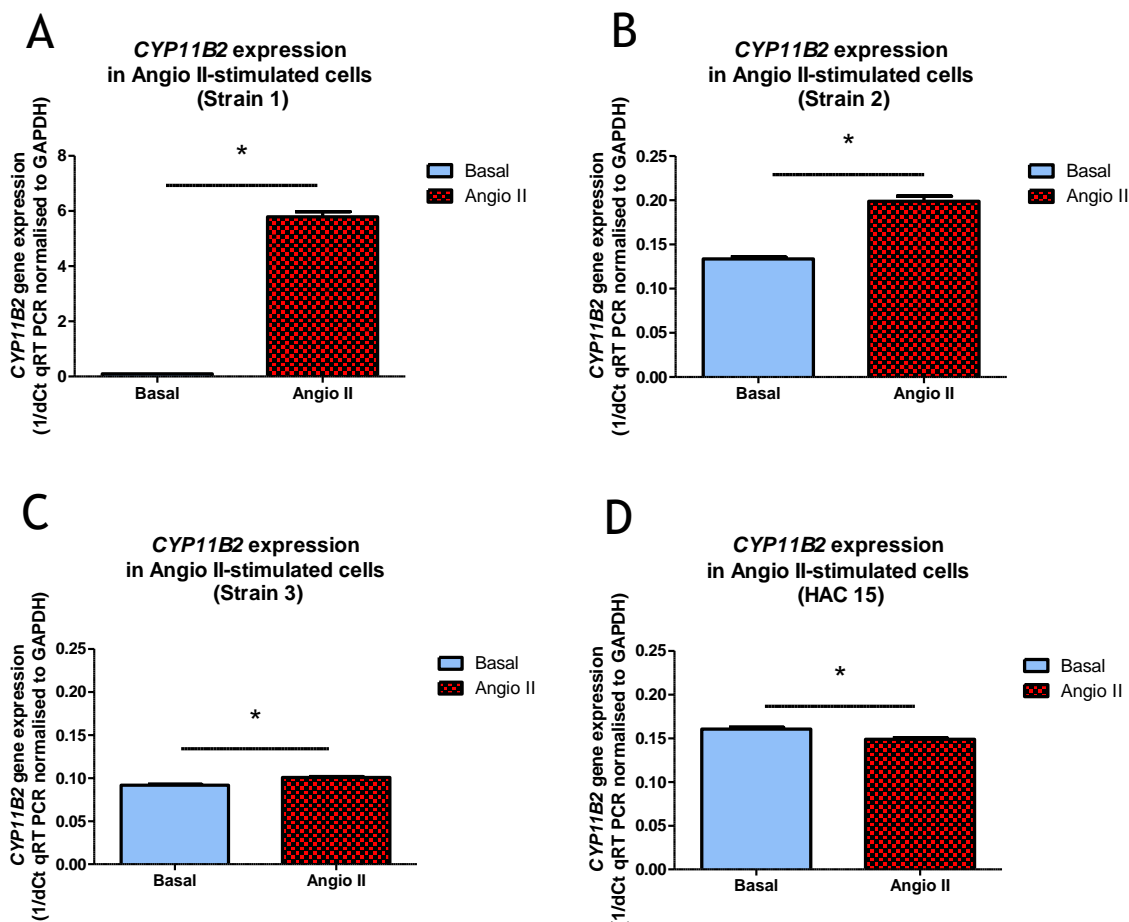 A
CYP11B2 expression
in Angio II-stimulated cells
(Strain 1)
CYP11B2 gene expression
(1/dCt qRT PCR normalised to GAPDH)
8
6
4
2
0
*
Basal
Angio II
Basal
Angio II
B
CYP11B2 expression
in Angio II-stimulated cells
(Strain 2)
CYP11B2 gene expression
(1/dCt qRT PCR normalised to GAPDH)
0.25
0.20
0.15
0.10
0.05
0.00
*
Basal
Angio II
Basal
Angio II
C
CYP11B2 expression
in Angio II-stimulated cells
(Strain 3)
CYP11B2 gene expression
(1/dCt qRT PCR normalised to GAPDH)
0.25
0.20
0.15
0.10
0.05
0.00
*
Basal
Angio II
Basal
Angio II
D
CYP11B2 expression
in Angio II-stimulated cells
(HAC 15)
CYP11B2 gene expression
(1/dCt qRT PCR normalised to GAPDH)
0.25
0.20
0.15
0.10
0.05
0.00
*
Basal
Angio II
Basal
Angio II